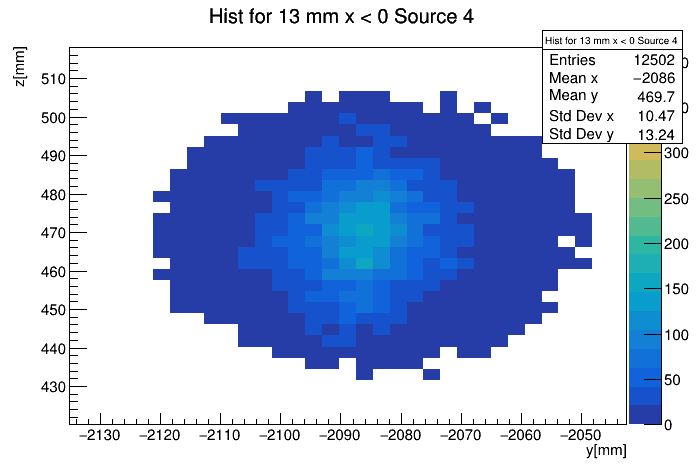 Hist for 13 mm x < 0 Source 4
z[mm]
Hist for 13 mm x < 0 Source 4
Entries 12502
Mean x −2086
Mean y 469.7
Std Dev x 10.47
Std Dev y 13.24
510
500
490
480
470
460
450
440
430
300
250
200
150
100
50
0
−2130 −2120 −2110 −2100 −2090 −2080 −2070 −2060 −2050
y[mm]